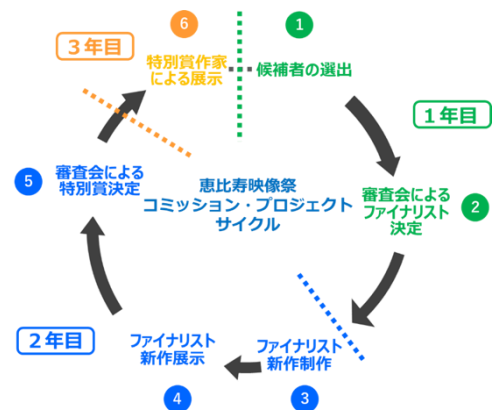 6
1
3年目
特別賞作家
による展示
候補者の選出
1年目
5
審査会による
特別賞決定
恵比寿映像祭
コミッション・プロジェクト
サイクル
審査会による
ファイナリスト
決定
2
2年目
ファイナリスト
新作展示
ファイナリスト
新作制作
4
3